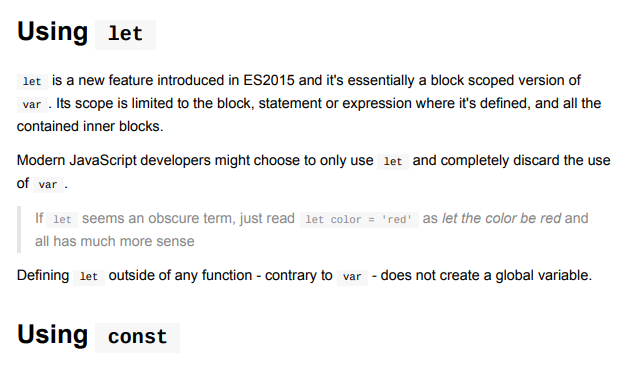 Using let
let is a new feature introduced in ES2015 and it's essentially a block scoped version of
var . Its scope is limited to the block, statement or expression where it's defined, and all the
contained inner blocks.
Modern JavaScript developers might choose to only use let and completely discard the use
of var .
If let seems an obscure term, just read let color = 'red' as let the color be red and
all has much more sense
Defining let outside of any function - contrary to var - does not create a global variable.
Using const